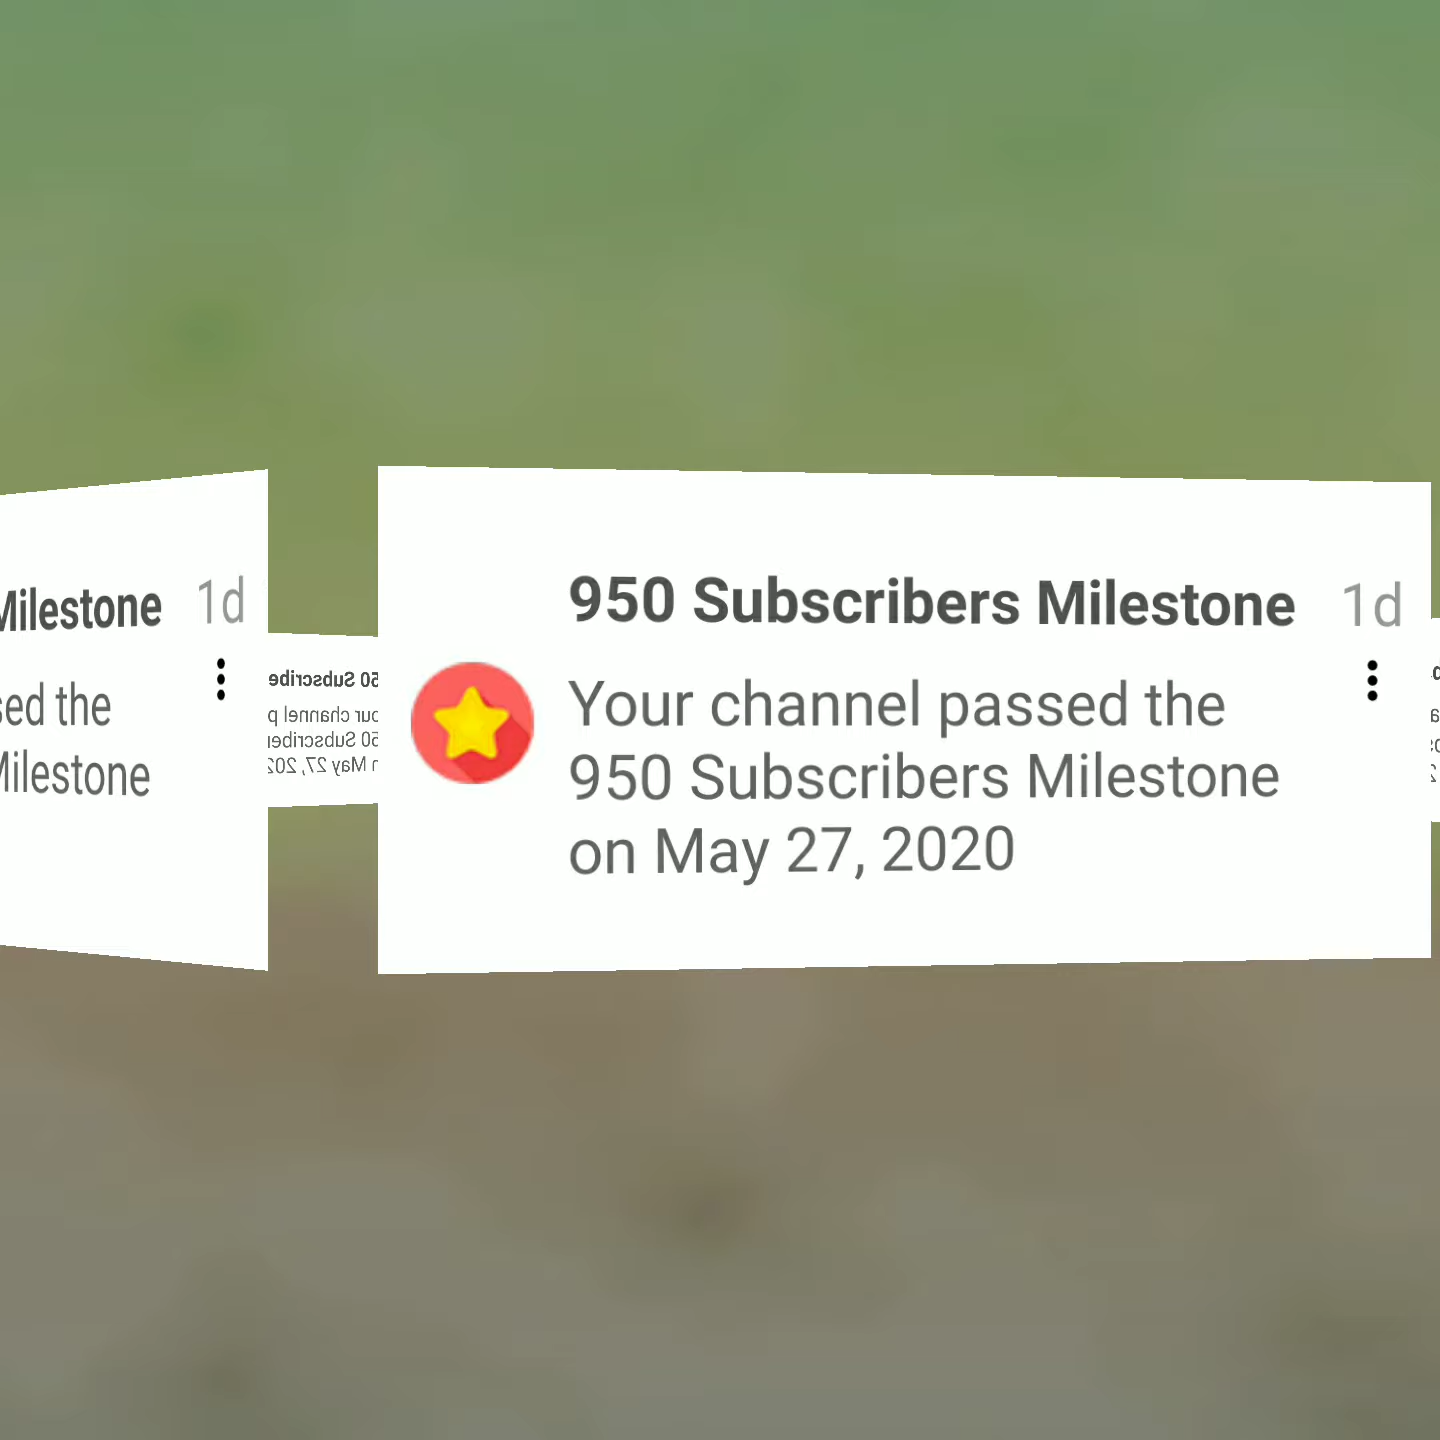 Milestone 1d
the
Milestone
950 Subscribers Milestone 1d
Your channel passed the
950 Subscribers Milestone
on May 27, 2020